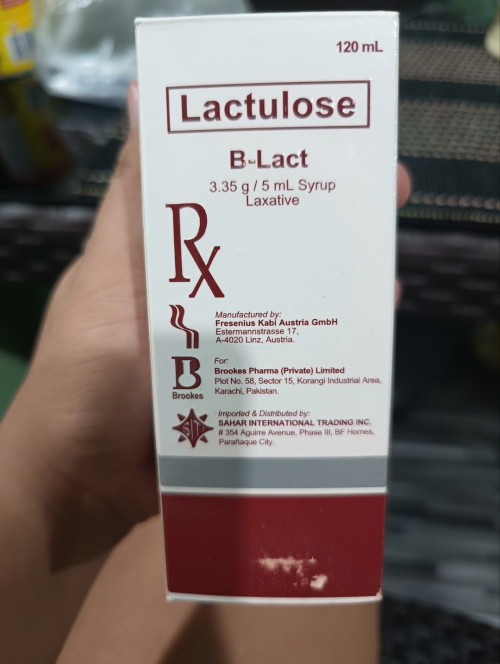 120 mL
Lactulose
B-Lact
3.35 g / 5 mL Syrup
Laxative
Rx
Manufactured by:
Fresenius Kabi Austria GmbH
Estermannstrasse 17,
A-4020 Linz, Austria.
For:
Brookes Pharma (Private) Limited
Plot No. 58, Sector 15, Korangi Industrial Area,
Karachi, Pakistan.
B
Brookes
Imported & Distributed by:
SAHAR INTERNATIONAL TRADING INC.
# 354 Aguirre Avenue, Phase III, BF Homes,
Parañaque City.
SIT